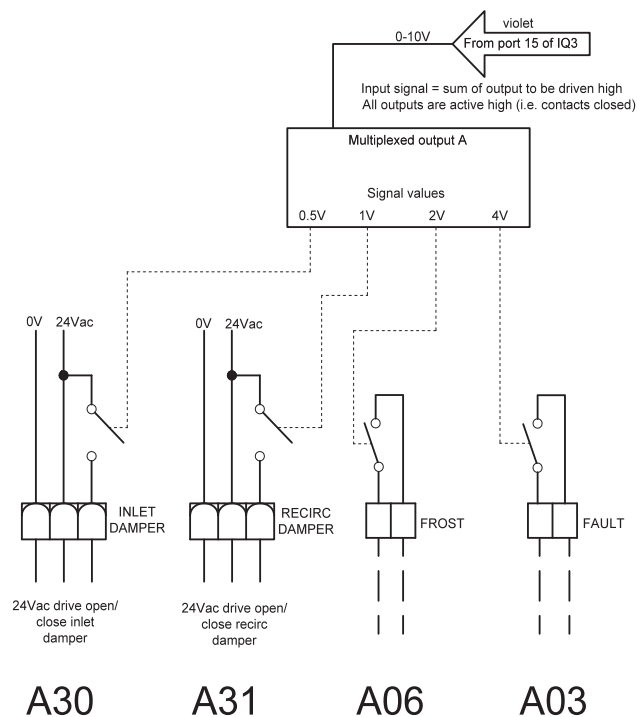 violet
0-10V
From port 15 of IQ3
Input signal = sum of output to be driven high
All outputs are active high (i.e. contacts closed)
Multiplexed output A
Signal values
0.5V 1V 2V 4V
0V 24Vac
0V 24Vac
INLET
DAMPER
RECIRC
DAMPER
FROST
FAULT
24Vac drive open/
close inlet
damper
24Vac drive open/
close recirc
damper
A30 A31 A06 A03